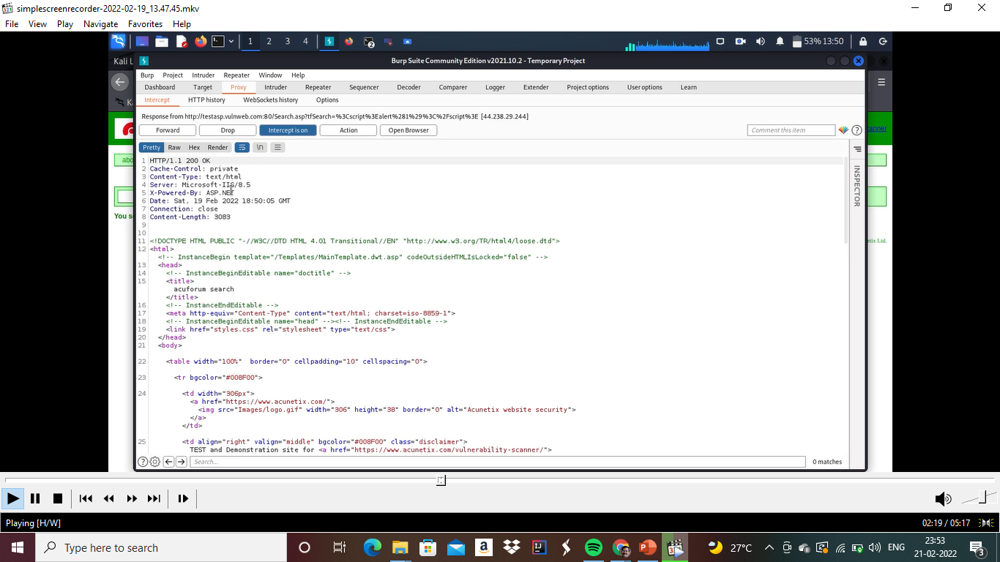 simplescreenrecorder-2022-02-19_13.47.45.mkv
File View Play Navigate Favorites Help
1 2 3 4 2 53% 13:50
Kali L
Burp Suite Community Edition v2021.10.2 - Temporary Project
Burp Project Intruder Repeater Window Help
Dashboard Target Proxy Intruder Repeater Sequencer Decoder Comparer Logger Extender Project options User options Learn
Intercept HTTP history WebSockets history Options
Response from http://testasp.vulnweb.com:80/Search.asp?tfSearch=%3Cscript%3Ealert%281%29%3C%2Fscript%3E [44.238.29.244]
Forward Drop Intercept is on Action Open Browser Comment this item ?
Pretty Raw Hex Render \n
INSPECTOR
abo
You s
1 HTTP/1.1 200 OK
2 Cache-Control: private
3 Content-Type: text/html
4 Server: Microsoft-IIS/8.5
5 X-Powered-By: ASP.NET
6 Date: Sat, 19 Feb 2022 18:50:05 GMT
7 Connection: close
8 Content-Length: 3083
9
10
11 <!DOCTYPE HTML PUBLIC "-//W3C//DTD HTML 4.01 Transitional//EN" "http://www.w3.org/TR/html4/loose.dtd">
12 <html>
<!-- InstanceBegin template="/Templates/MainTemplate.dwt.asp" codeOutsideHTMLIsLocked="false" -->
13 <head>
14 <!-- InstanceBeginEditable name="doctitle" -->
15 <title>
acuforum search
</title>
16 <!-- InstanceEndEditable -->
17 <meta http-equiv="Content-Type" content="text/html; charset=iso-8859-1">
18 <!-- InstanceBeginEditable name="head" --><!-- InstanceEndEditable -->
19 <link href="styles.css" rel="stylesheet" type="text/css">
20 </head>
21 <body>
22 <table width="100%" border="0" cellpadding="10" cellspacing="0">
23 <tr bgcolor="#008F00">
24 <td width="306px">
<a href="https://www.acunetix.com/">
<img src="Images/logo.gif" width="306" height="38" border="0" alt="Acunetix website security">
</a>
</td>
25 <td align="right" valign="middle" bgcolor="#008F00" class="disclaimer">
TEST and Demonstration site for <a href="https://www.acunetix.com/vulnerability-scanner/">
? Search... 0 matches
Playing [H/W] 02:19 / 05:17
Type here to search 27°C ENG 23:53
21-02-2022 3